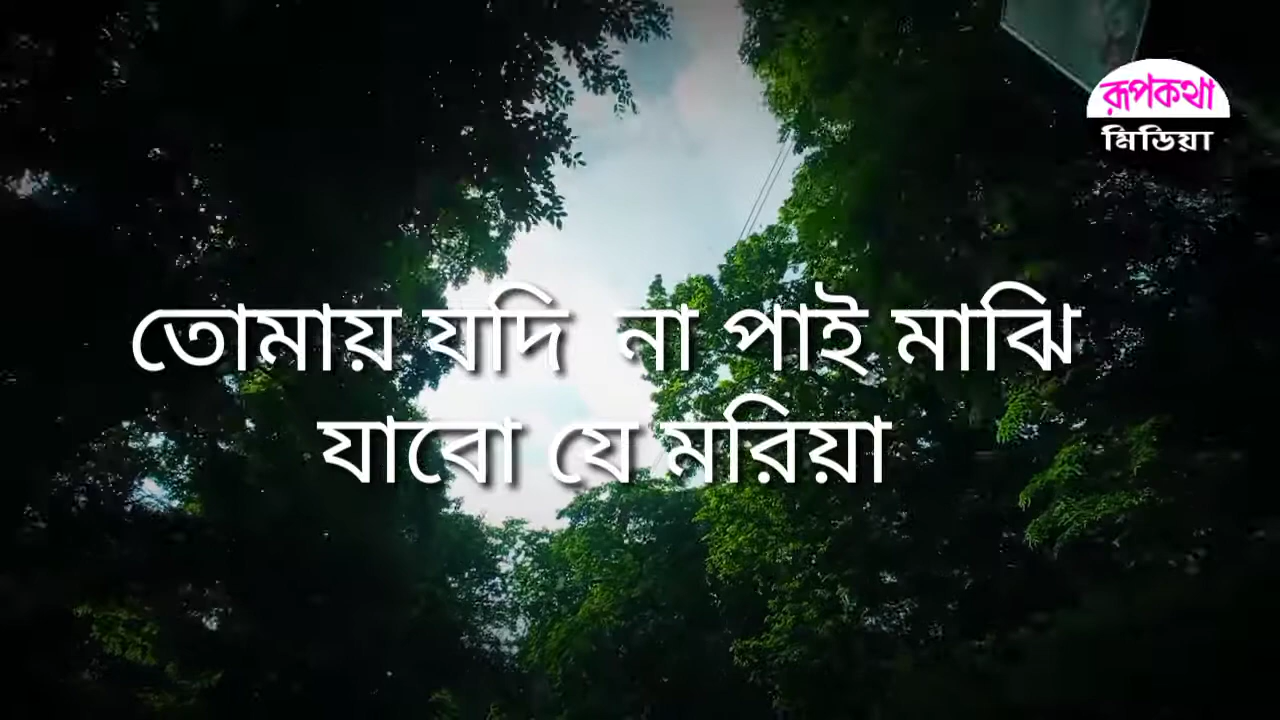 রূপকথা
মিডিয়া
তোমায় যদি না পাই মাঝি
যাবো যে মরিয়া